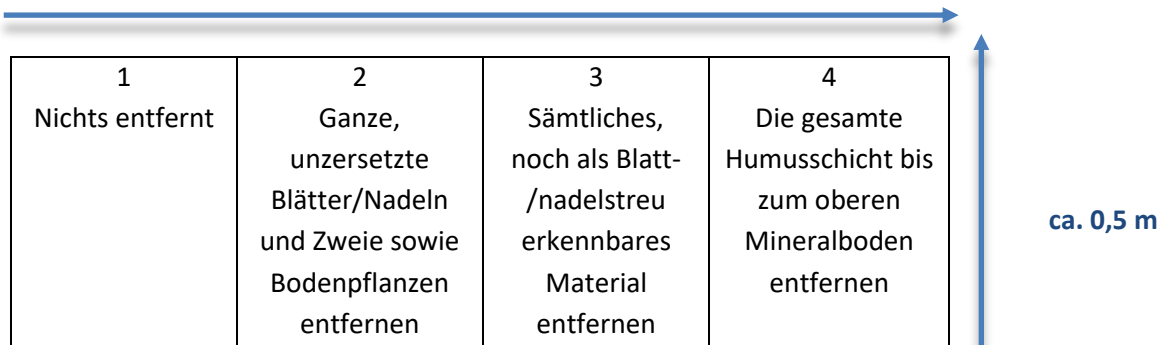 1
Nichts entfernt
2
Ganze,
unzersetzte
Blätter/Nadeln
und Zweie sowie
Bodenpflanzen
entfernen
3
Sämtliches,
noch als Blatt-
/nadelstreu
erkennbares
Material
entfernen
4
Die gesamte
Humusschicht bis
zum oberen
Mineralboden
entfernen
ca. 0,5 m